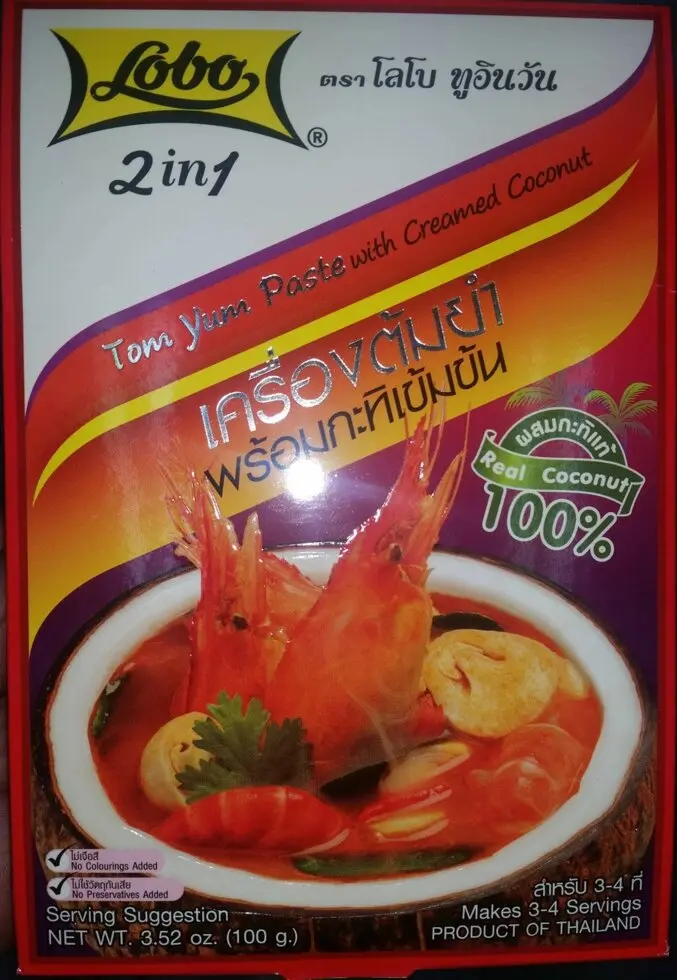 Lobo
®
ตรา โลโบ ทูอินวัน
2 in 1
Tom Yum Paste with Creamed Coconut
เครื่องต้มยำ
พร้อมกะทิเข้มข้น
ผสมกะทิแท้
Real Coconut
100%
ไม่เจือสี
No Colourings Added
ไม่ใช้วัตถุกันเสีย
No Preservatives Added
Serving Suggestion
NET WT. 3.52 oz. (100 g.)
สำหรับ 3-4 ที่
Makes 3-4 Servings
PRODUCT OF THAILAND